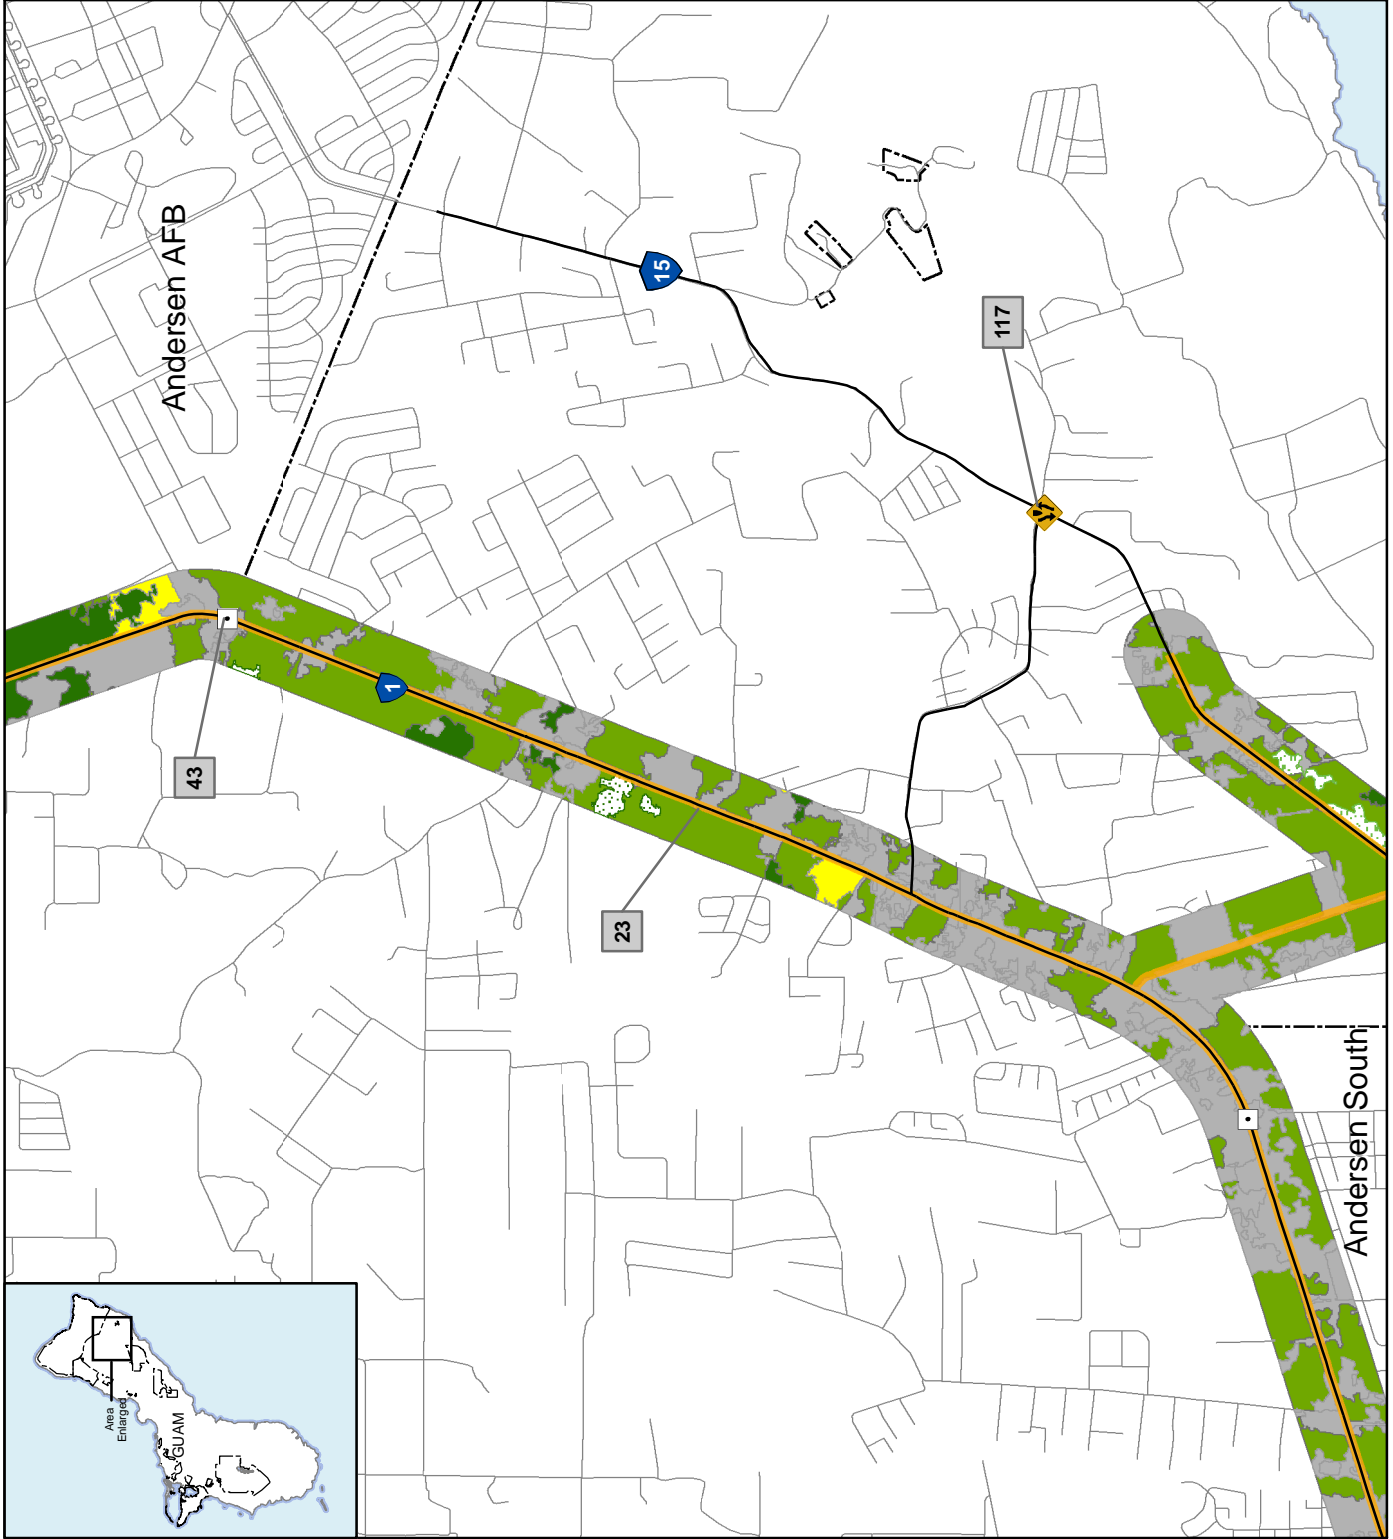 Andersen AFB
15
117
1
43
23
Andersen South
Area
Enlarged
GUAM